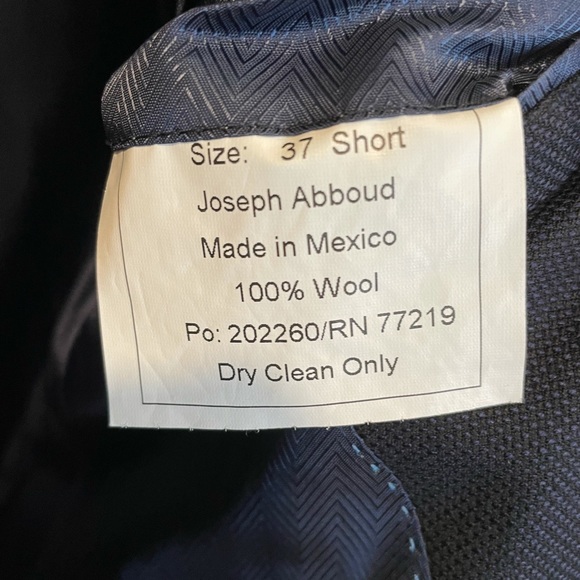 Size: 37 Short
Joseph Abboud
Made in Mexico
100% Wool
Po: 202260/RN 77219
Dry Clean Only